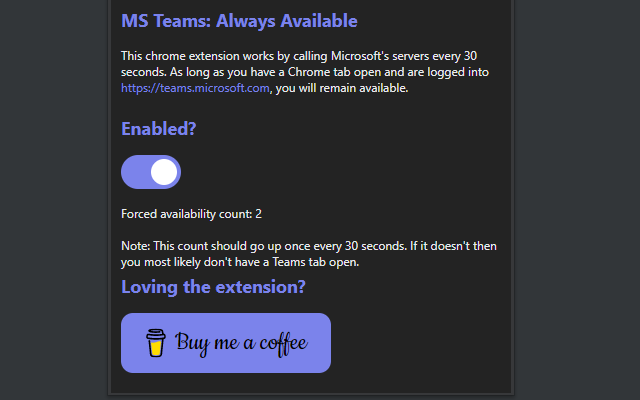 MS Teams: Always Available
This chrome extension works by calling Microsoft's servers every 30
seconds. As long as you have a Chrome tab open and are logged into
https://teams.microsoft.com, you will remain available.
Enabled?
Forced availability count: 2
Note: This count should go up once every 30 seconds. If it doesn't then
you most likely don't have a Teams tab open.
Loving the extension?
Buy me a coffee